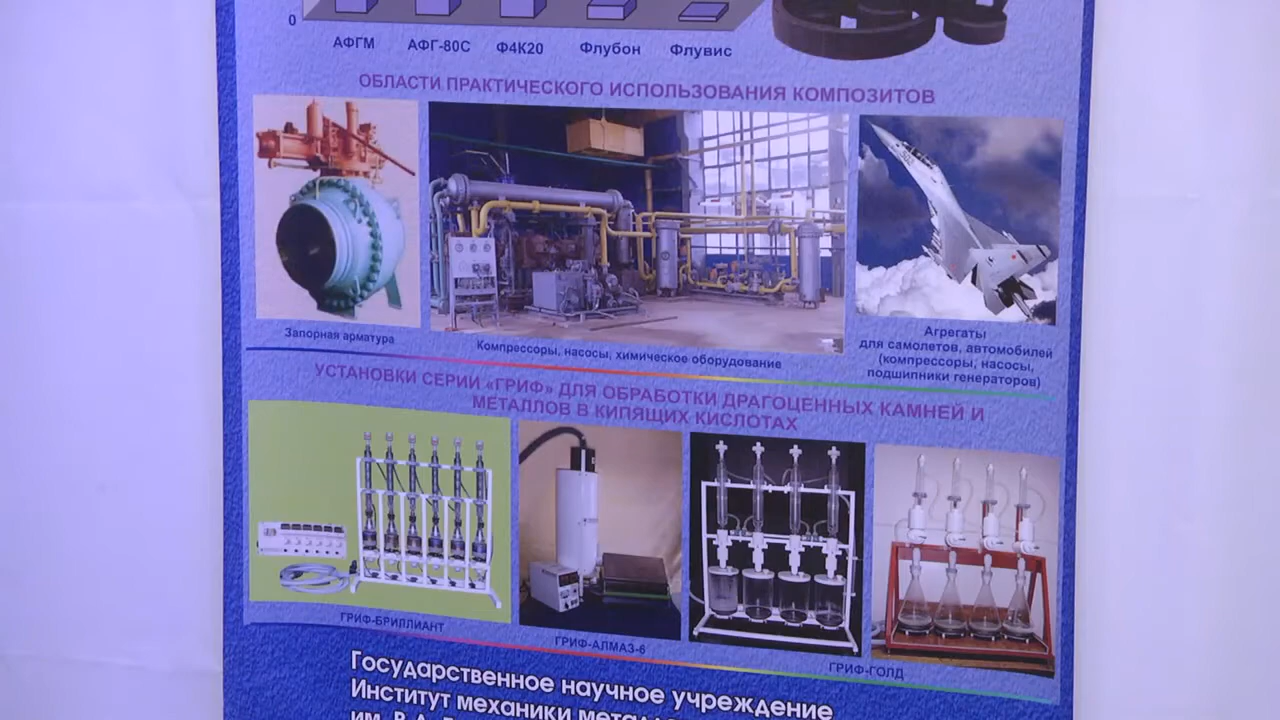 0
АФГМ АФГ-80С Ф4К20 Флубон Флувис
ОБЛАСТИ ПРАКТИЧЕСКОГО ИСПОЛЬЗОВАНИЯ КОМПОЗИТОВ
Запорная арматура
Компрессоры, насосы, химическое оборудование
Агрегаты
для самолетов, автомобилей
(компрессоры, насосы,
подшипники генераторов)
УСТАНОВКИ СЕРИИ «ГРИФ» ДЛЯ ОБРАБОТКИ ДРАГОЦЕННЫХ КАМНЕЙ И
МЕТАЛЛОВ В КИПЯЩИХ КИСЛОТАХ
ГРИФ-БРИЛЛИАНТ
ГРИФ-АЛМАЗ-6
ГРИФ-ГОЛД
Государственное научное учреждение
Институт механики
им. В.А.